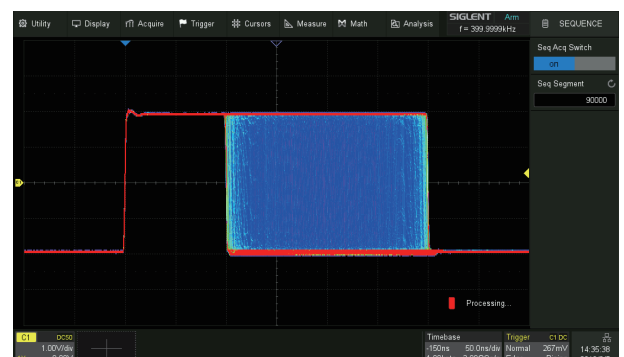 Utility Display Acquire Trigger Cursors Measure Math Analysis
SIGLENT Arm
f = 399.9999kHz
SEQUENCE
Seq Acq Switch
on
Seq Segment
90000
Processing...
C1 DC50
1.00V/div
Timebase
-150ns 50.0ns/div
Trigger C1 DC
Normal 267mV
14:35:38